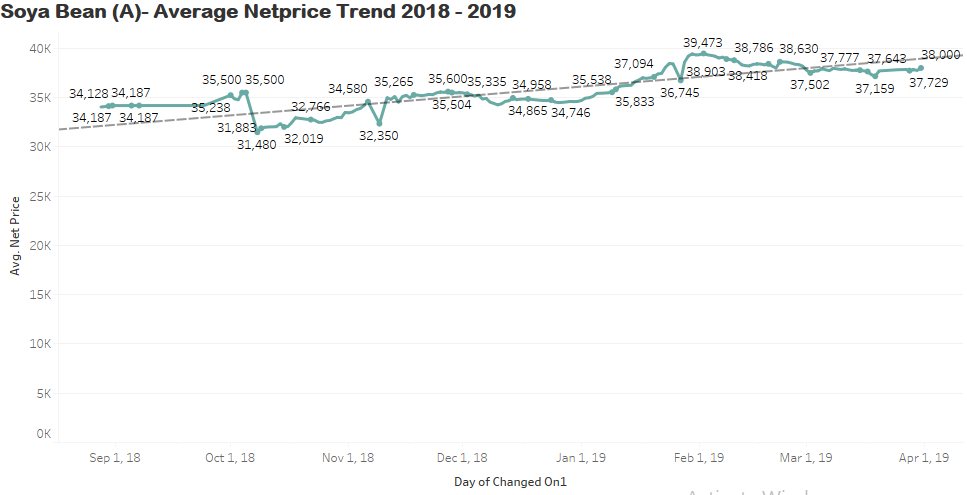 Soya Bean (A)- Average Netprice Trend 2018 - 2019
40K
35K
30K
25K
20K
15K
10K
5K
0K
Avg. Net Price
34,128 34,187
34,187 34,187
35,500 35,500
35,238
31,883
31,480
32,766
32,019
34,580
32,350
35,265
35,600 35,335
35,504
34,958
34,865 34,746
35,538
35,833
37,094
36,745
39,473
38,903 38,418
38,786 38,630
37,502
37,777
37,643
37,159
38,000
37,729
Sep 1, 18
Oct 1, 18
Nov 1, 18
Dec 1, 18
Jan 1, 19
Feb 1, 19
Mar 1, 19
Apr 1, 19
Day of Changed On1